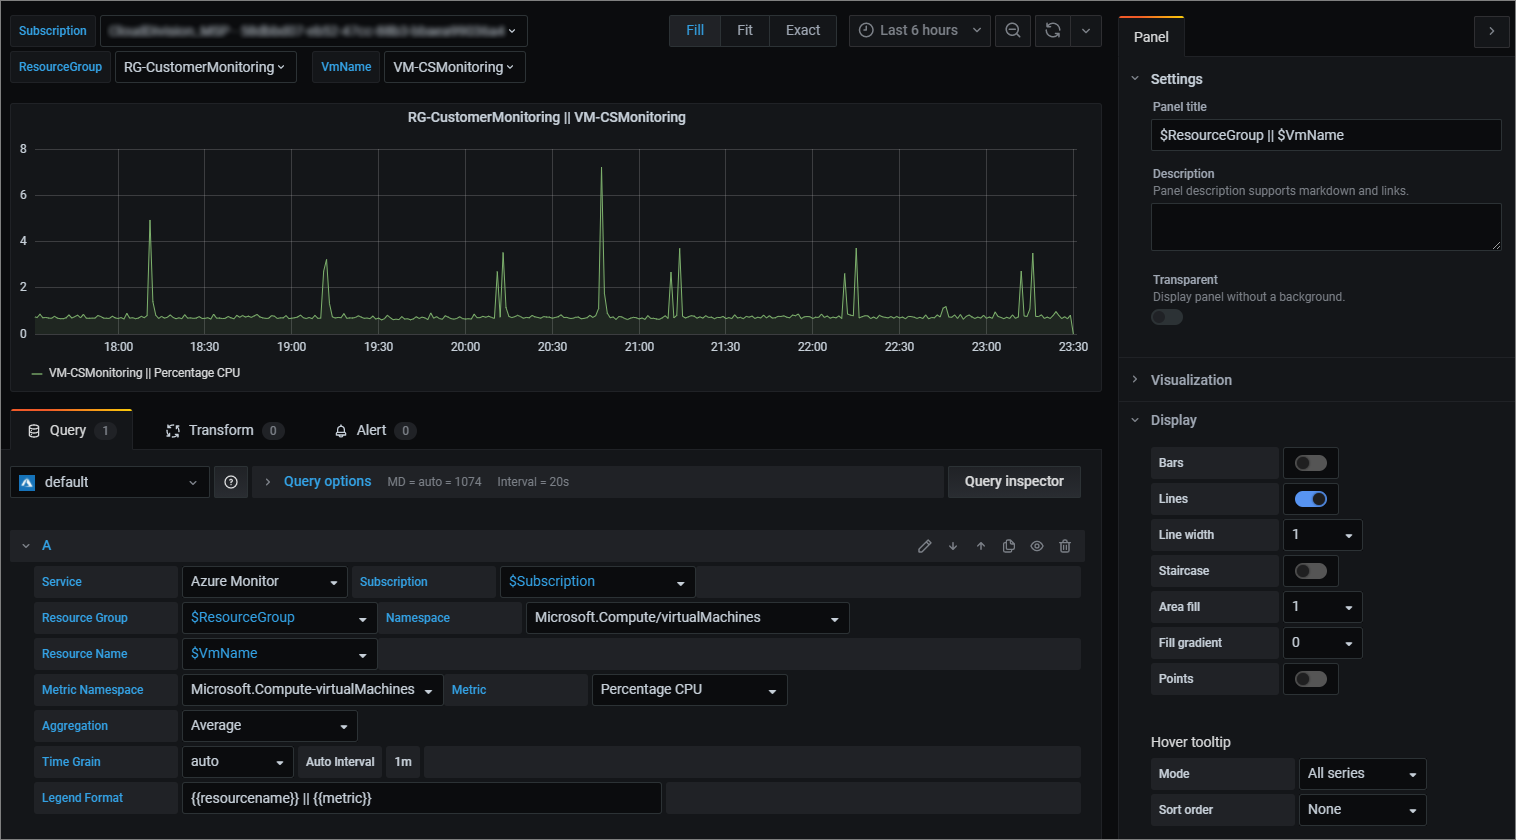 Subscription
Fill Fit Exact Last 6 hours
ResourceGroup RG-CustomerMonitoring VmName VM-CSMonitoring
RG-CustomerMonitoring || VM-CSMonitoring
8
6
4
2
0
18:00 18:30 19:00 19:30 20:00 20:30 21:00 21:30 22:00 22:30 23:00 23:30
VM-CSMonitoring || Percentage CPU
Query 1 Transform 0 Alert 0
default Query options MD = auto = 1074 Interval = 20s Query inspector
A
Service Azure Monitor Subscription $Subscription
Resource Group $ResourceGroup Namespace Microsoft.Compute/virtualMachines
Resource Name $VmName
Metric Namespace Microsoft.Compute-virtualMachines Metric Percentage CPU
Aggregation Average
Time Grain auto Auto Interval 1m
Legend Format {{resourcename}} || {{metric}}
Panel
Settings
Panel title
$ResourceGroup || $VmName
Description
Panel description supports markdown and links.
Transparent
Display panel without a background.
Visualization
Display
Bars
Lines
Line width 1
Staircase
Area fill 1
Fill gradient 0
Points
Hover tooltip
Mode All series
Sort order None